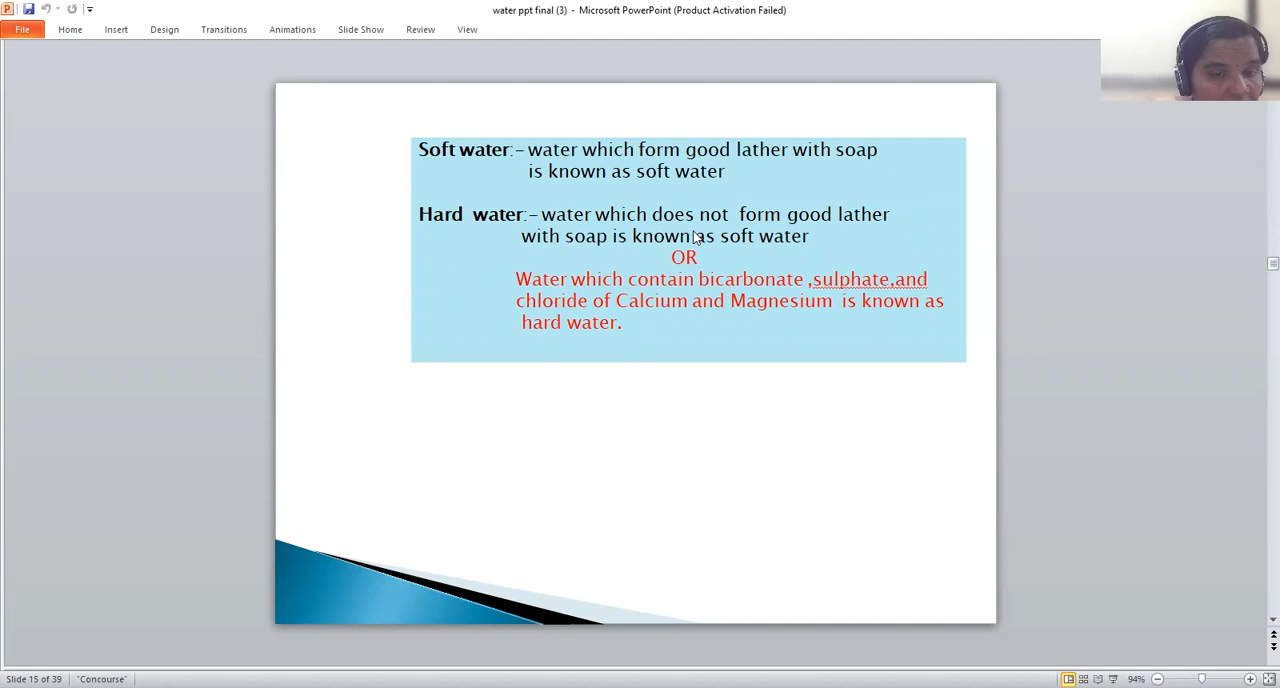 water ppt final (3) - Microsoft PowerPoint (Product Activation Failed)
File Home Insert Design Transitions Animations Slide Show Review View
Soft water:- water which form good lather with soap
is known as soft water
Hard water:- water which does not form good lather
with soap is known as soft water
OR
Water which contain bicarbonate ,sulphate,and
chloride of Calcium and Magnesium is known as
hard water.
Slide 15 of 39 "Concourse" 94%